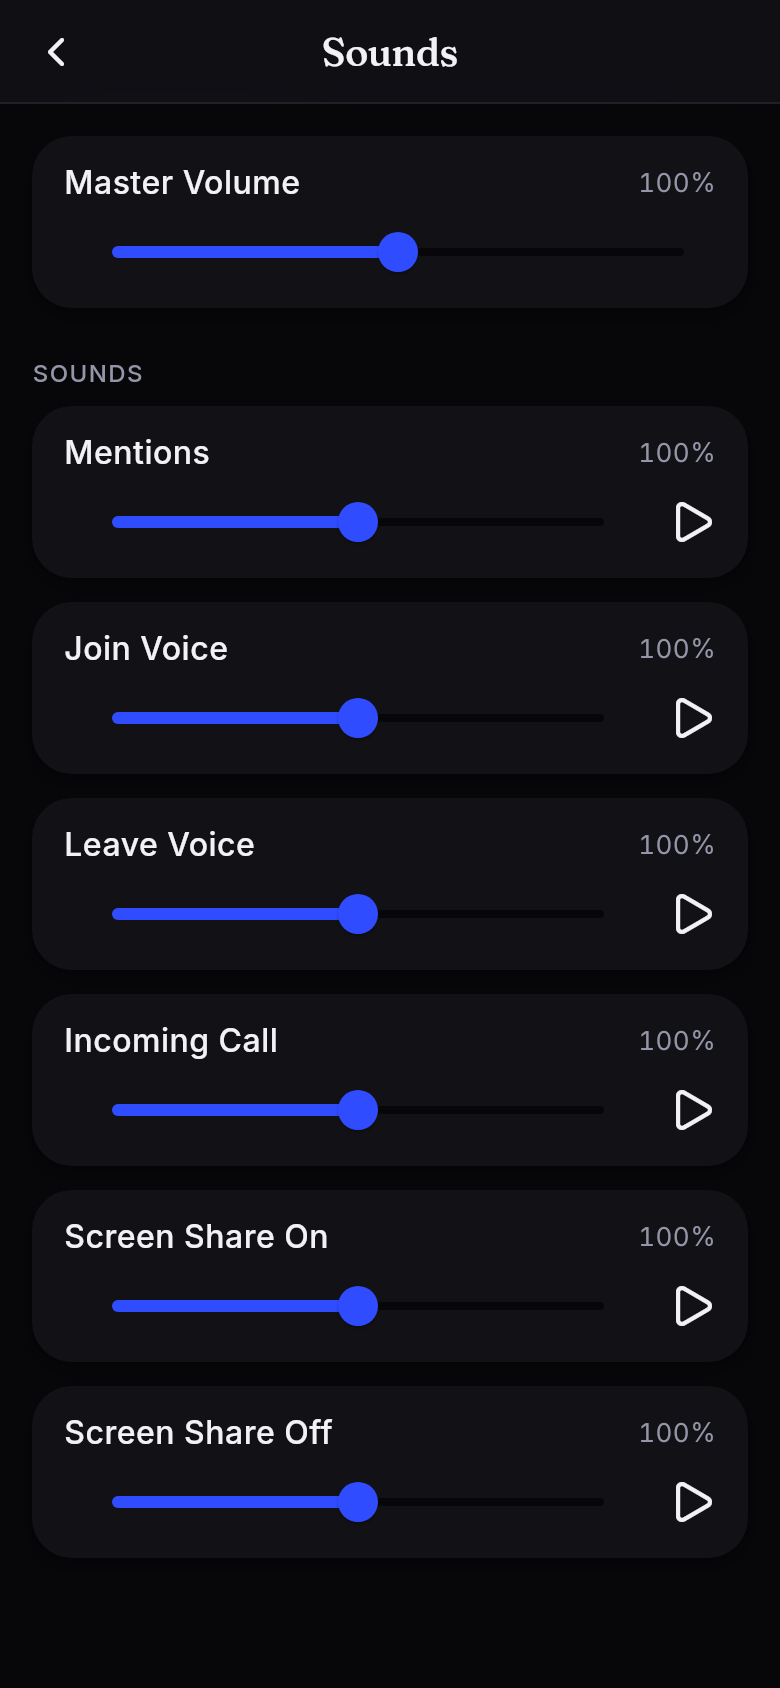 Sounds
Master Volume 100%
SOUNDS
Mentions 100%
Join Voice 100%
Leave Voice 100%
Incoming Call 100%
Screen Share On 100%
Screen Share Off 100%